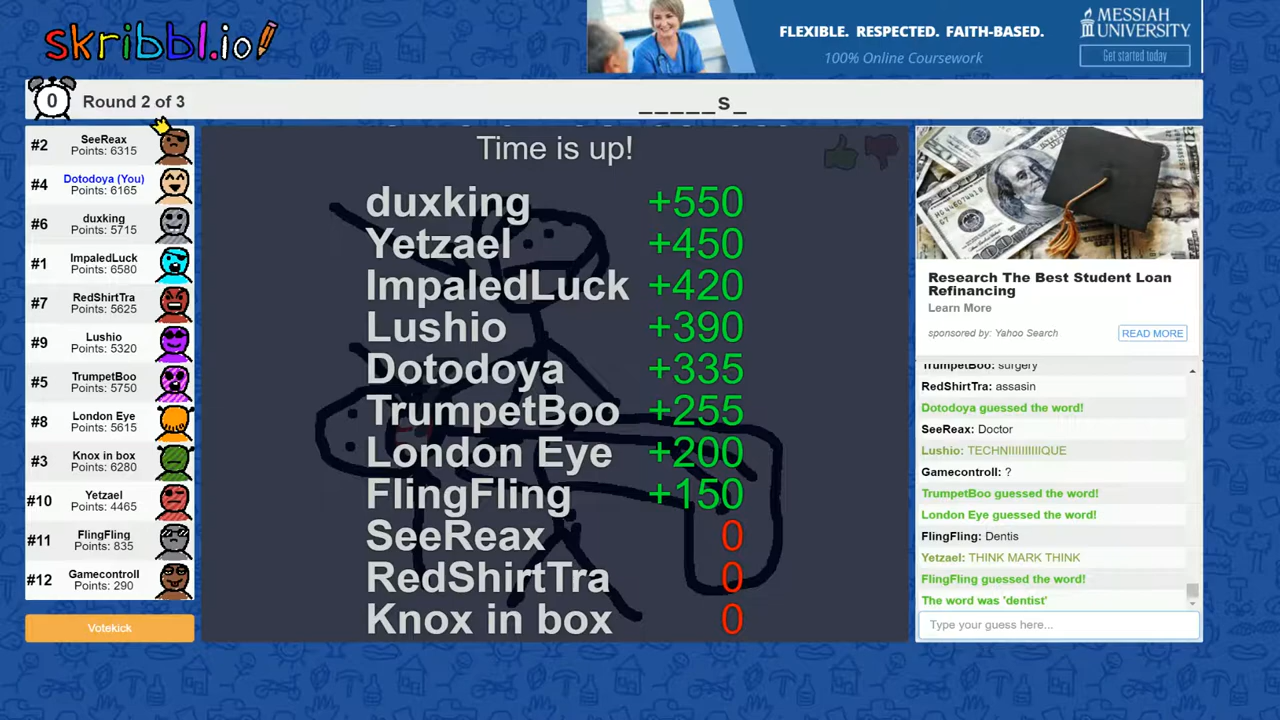 skribbl.io!
FLEXIBLE. RESPECTED. FAITH-BASED.
100% Online Coursework
MESSIAH
UNIVERSITY
Get started today
0
Round 2 of 3
_____s_
#2
SeeReax
Points: 6315
#4
Dotodoya (You)
Points: 6165
#6
duxking
Points: 5715
#1
ImpaledLuck
Points: 6580
#7
RedShirtTra
Points: 5625
#9
Lushio
Points: 5320
#5
TrumpetBoo
Points: 5750
#8
London Eye
Points: 5615
#3
Knox in box
Points: 6280
#10
Yetzael
Points: 4465
#11
FlingFling
Points: 835
#12
Gamecontroll
Points: 290
Votekick
Time is up!
duxking +550
Yetzael +450
ImpaledLuck +420
Lushio +390
Dotodoya +335
TrumpetBoo +255
London Eye +200
FlingFling +150
SeeReax 0
RedShirtTra 0
Knox in box 0
Research The Best Student Loan
Refinancing
Learn More
sponsored by: Yahoo Search
READ MORE
TrumpetBoo: surgery
RedShirtTra: assasin
Dotodoya guessed the word!
SeeReax: Doctor
Lushio: TECHNIIIIIIIIIIQUE
Gamecontroll: ?
TrumpetBoo guessed the word!
London Eye guessed the word!
FlingFling: Dentis
Yetzael: THINK MARK THINK
FlingFling guessed the word!
The word was 'dentist'
Type your guess here...